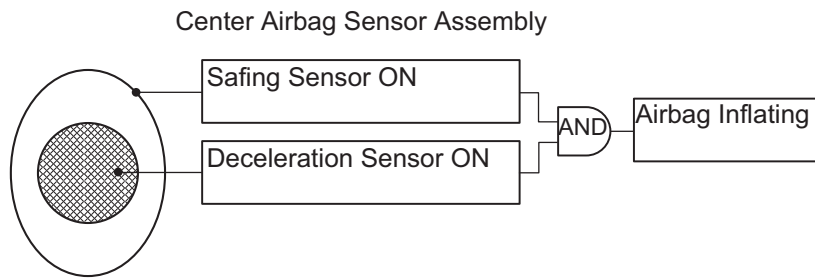 Center Airbag Sensor Assembly
Safing Sensor ON
Deceleration Sensor ON
AND
Airbag Inflating